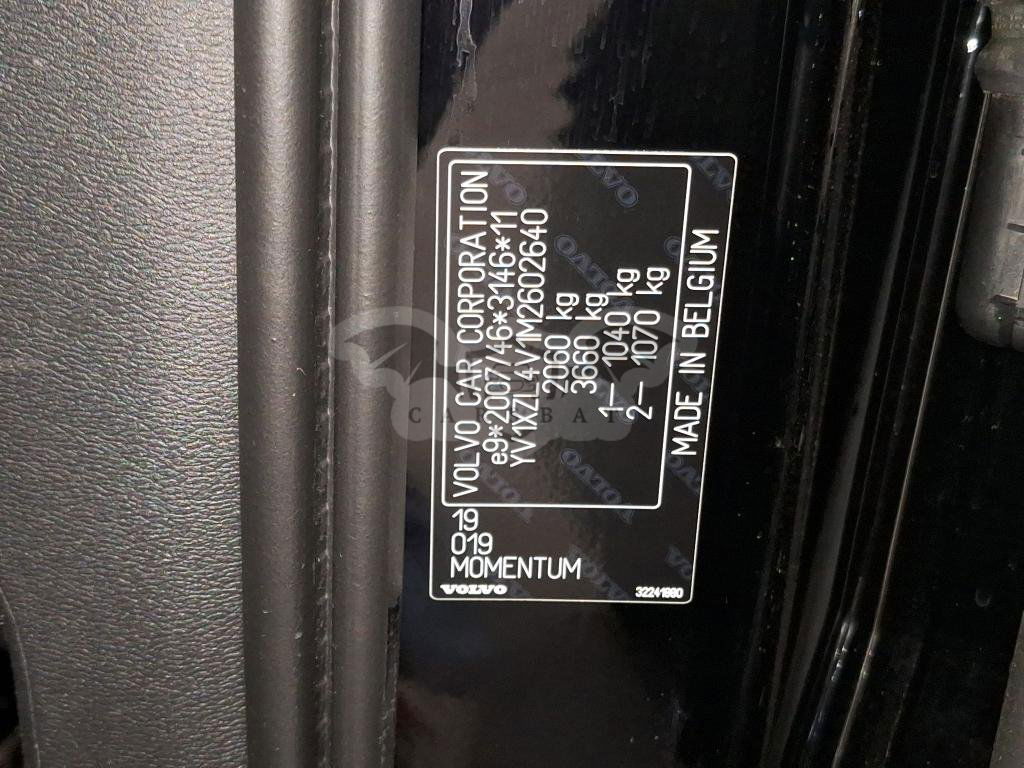 VOLVO CAR CORPORATION
e9*2007/46*3146*11
YV1XZL4V1M2602640
2060 kg
3660 kg
1- 1040 kg
2- 1070 kg
MADE IN BELGIUM
19
019
MOMENTUM
VOLVO